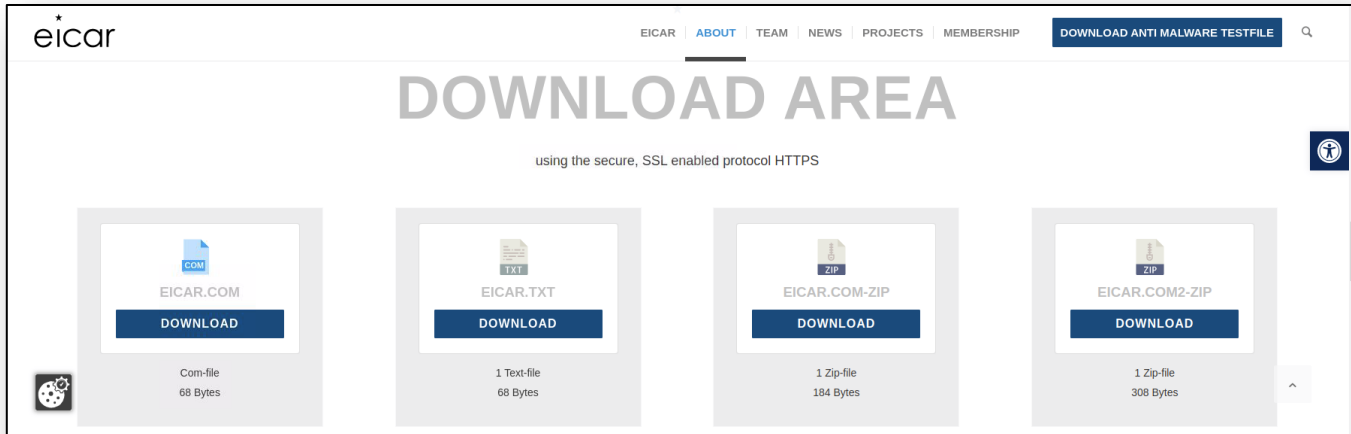 eicar
EICAR ABOUT TEAM NEWS PROJECTS MEMBERSHIP DOWNLOAD ANTI MALWARE TESTFILE
DOWNLOAD AREA
using the secure, SSL enabled protocol HTTPS
COM TXT ZIP ZIP
EICAR.COM EICAR.TXT EICAR.COM-ZIP EICAR.COM2-ZIP
DOWNLOAD DOWNLOAD DOWNLOAD DOWNLOAD
Com-file 1 Text-file 1 Zip-file 1 Zip-file
68 Bytes 68 Bytes 184 Bytes 308 Bytes